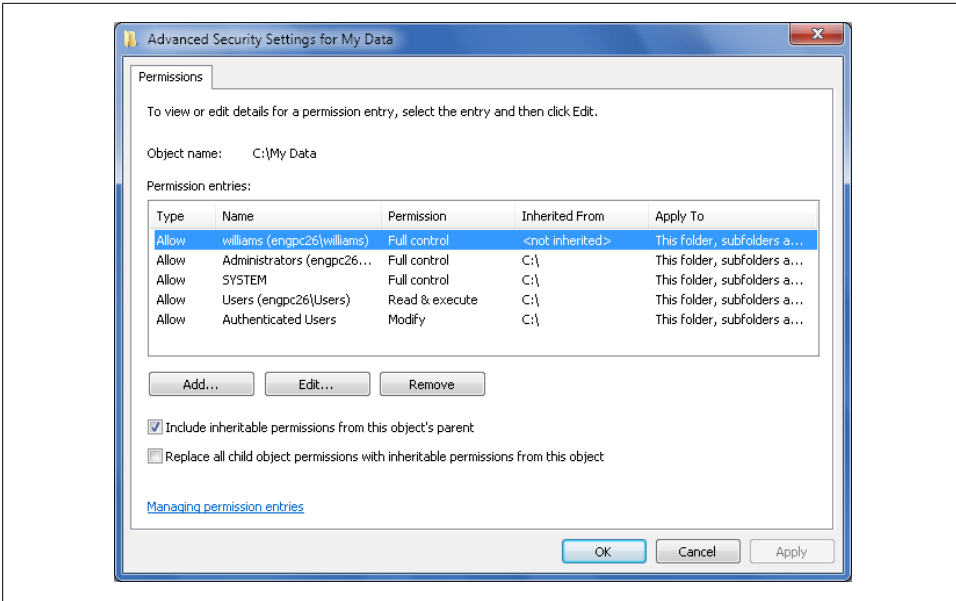 Advanced Security Settings for My Data
Permissions
To view or edit details for a permission entry, select the entry and then click Edit.
Object name: C:\My Data
Permission entries:
Type Name Permission Inherited From Apply To
Allow williams (engpc26\williams) Full control <not inherited> This folder, subfolders a...
Allow Administrators (engpc26... Full control C:\ This folder, subfolders a...
Allow SYSTEM Full control C:\ This folder, subfolders a...
Allow Users (engpc26\Users) Read & execute C:\ This folder, subfolders a...
Allow Authenticated Users Modify C:\ This folder, subfolders a...
Add... Edit... Remove
Include inheritable permissions from this object's parent
Replace all child object permissions with inheritable permissions from this object
Managing permission entries
OK Cancel Apply